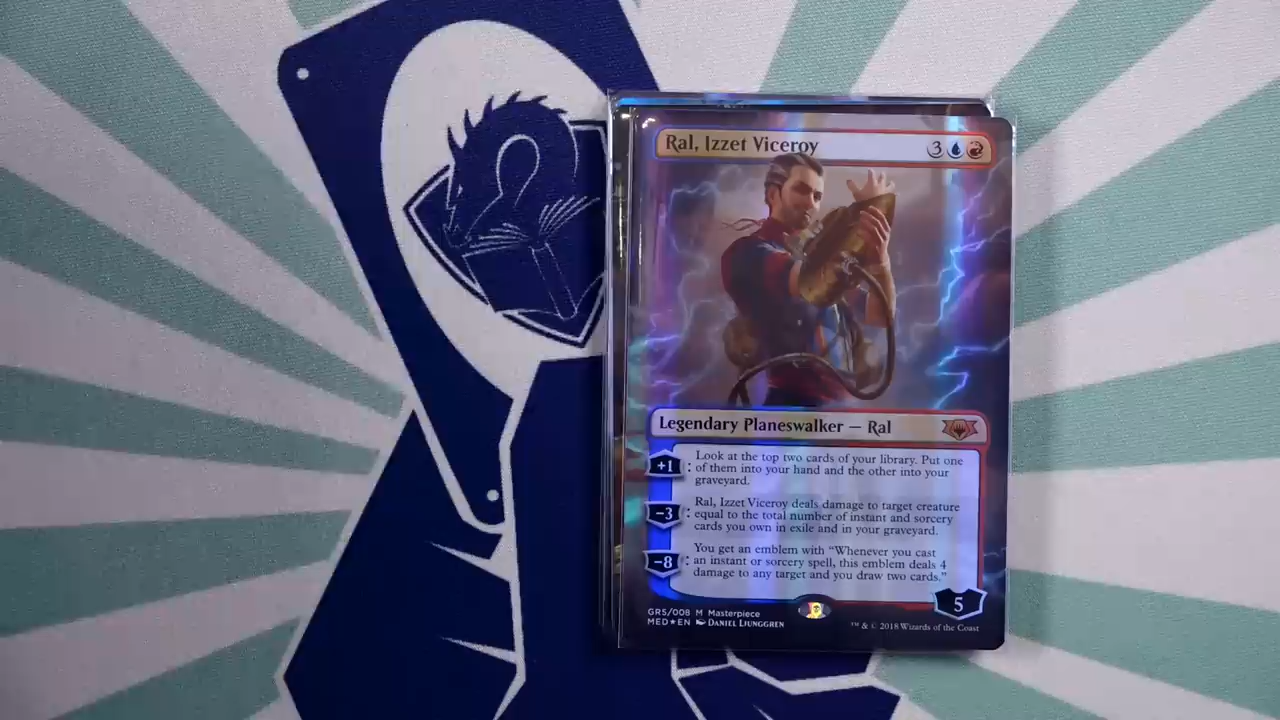 Ral, Izzet Viceroy 3
Legendary Planeswalker — Ral
+1 : Look at the top two cards of your library. Put one
of them into your hand and the other into your
graveyard.
−3 : Ral, Izzet Viceroy deals damage to target creature
equal to the total number of instant and sorcery
cards you own in exile and in your graveyard.
−8 : You get an emblem with “Whenever you cast
an instant or sorcery spell, this emblem deals 4
damage to any target and you draw two cards.”
5
GR5/008 M Masterpiece
MED★EN Daniel Ljunggren
™ & © 2018 Wizards of the Coast